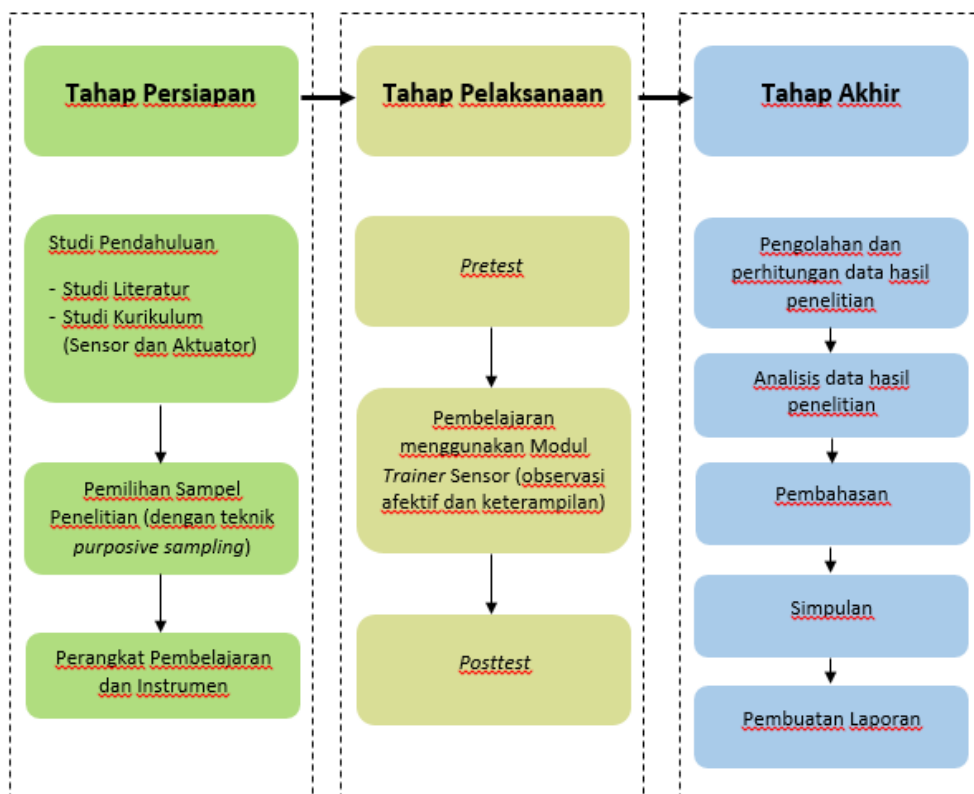 Tahap Persiapan
Studi Pendahuluan
- Studi Literatur
- Studi Kurikulum
(Sensor dan Aktuator)
Pemilihan Sampel
Penelitian (dengan teknik
purposive sampling)
Perangkat Pembelajaran
dan Instrumen
Tahap Pelaksanaan
Pretest
Pembelajaran
menggunakan Modul
Trainer Sensor (observasi
afektif dan keterampilan)
Posttest
Tahap Akhir
Pengolahan dan
perhitungan data hasil
penelitian
Analisis data hasil
penelitian
Pembahasan
Simpulan
Pembuatan Laporan